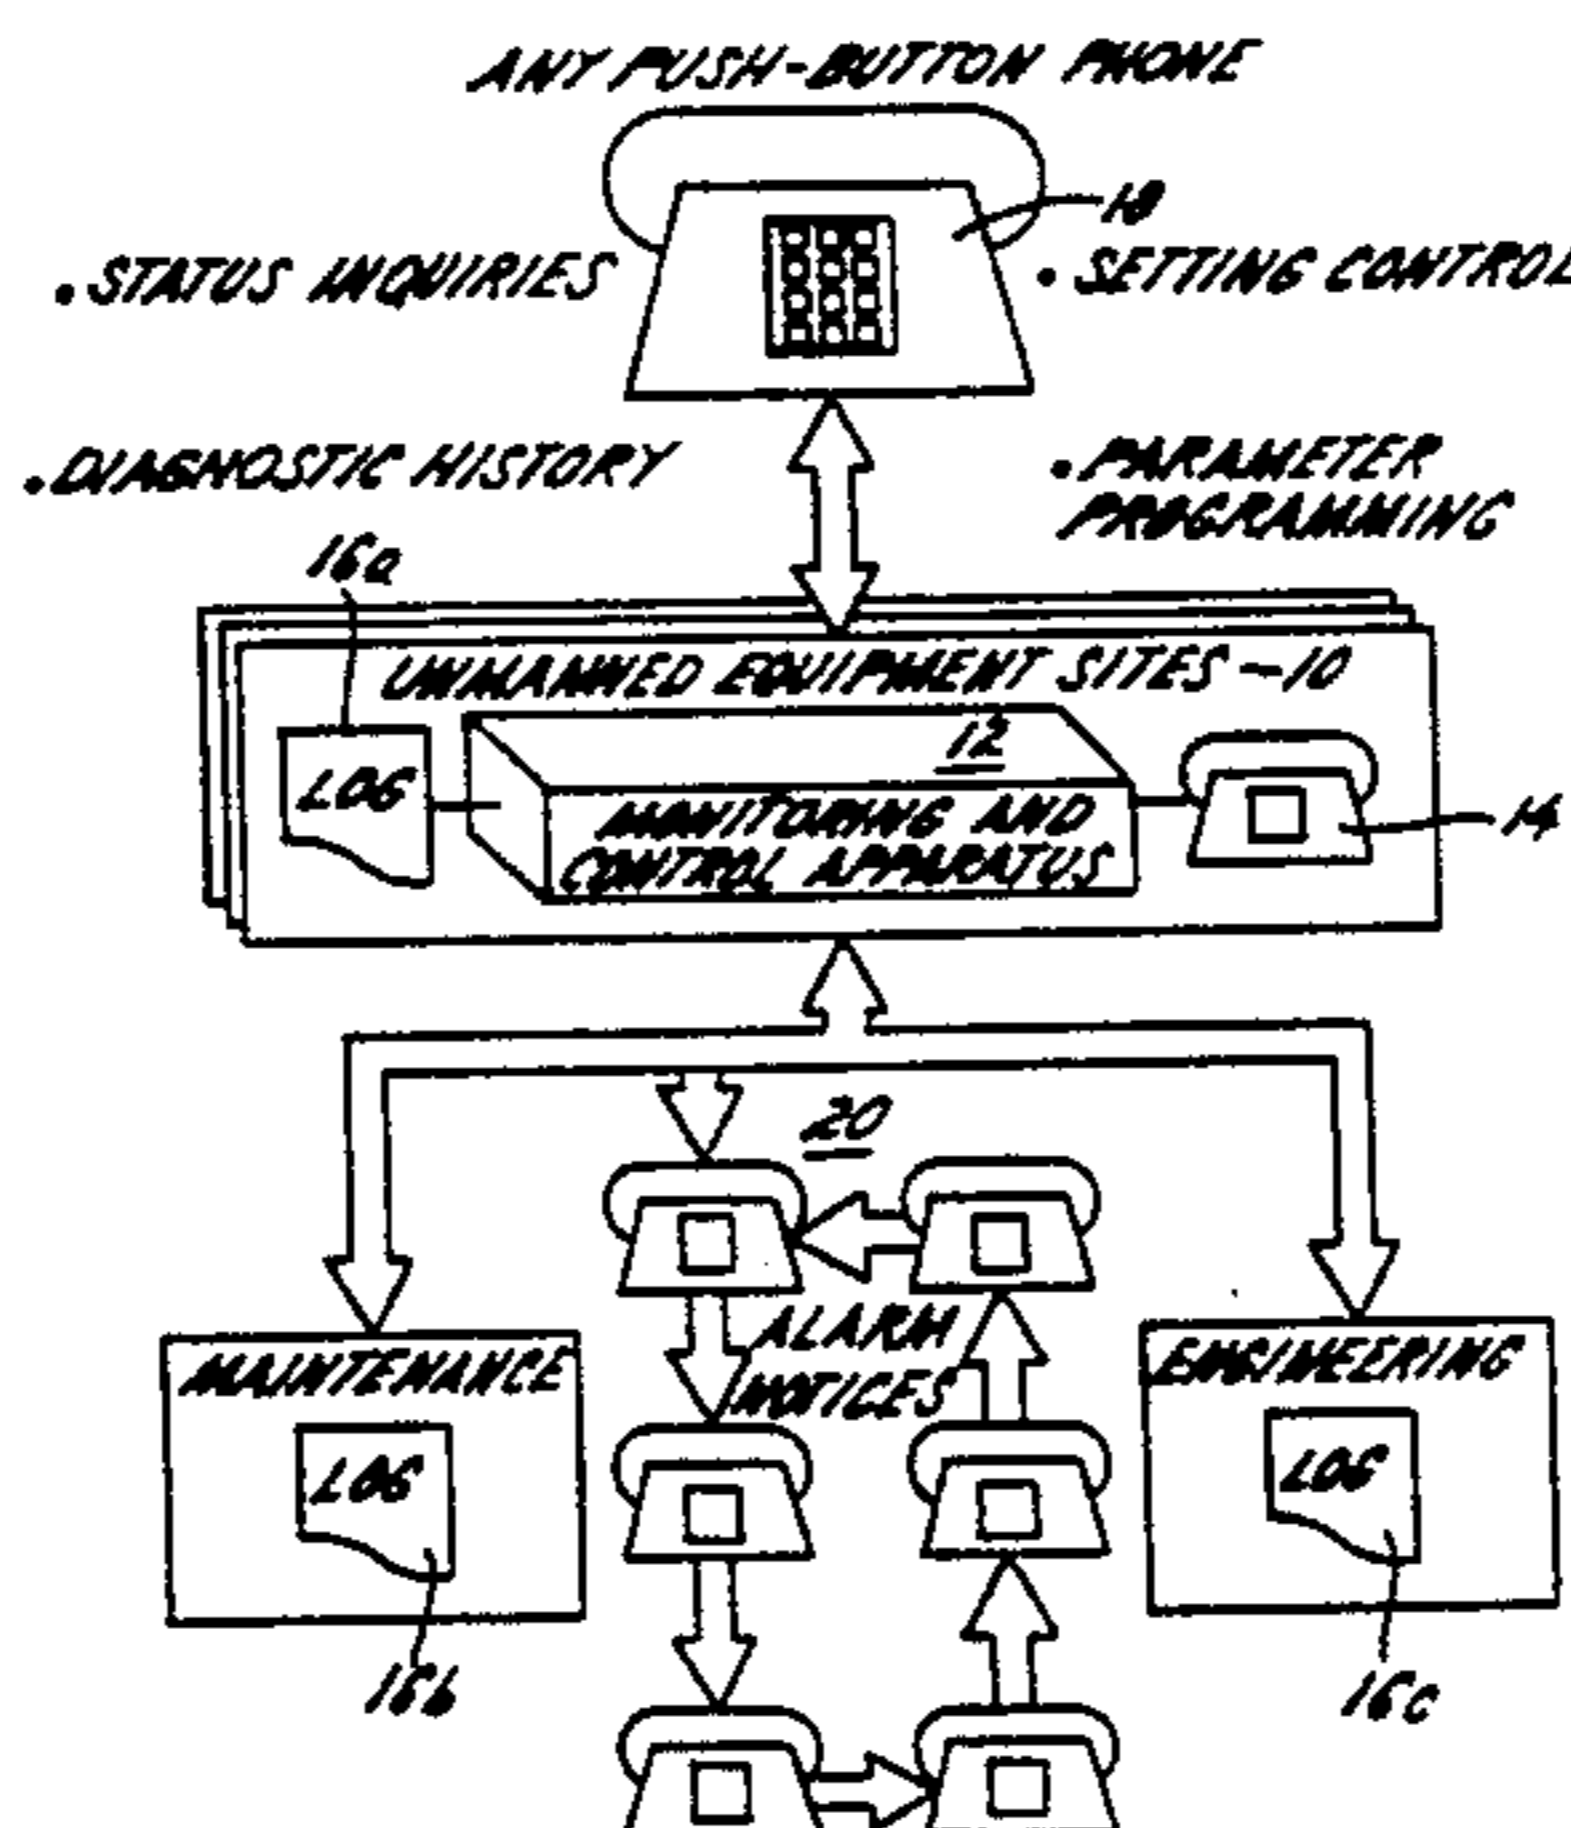 ANY PUSH-BUTTON PHONE
18
• STATUS INQUIRIES
• SETTING CONTROL
• DIAGNOSTIC HISTORY
• PARAMETER
PROGRAMMING
16a
UNMANNED EQUIPMENT SITES - 10
12
LOG
MONITORING AND
CONTROL APPARATUS
14
20
ALARM
NOTICES
MAINTENANCE
ENGINEERING
LOG
LOG
16b
16c